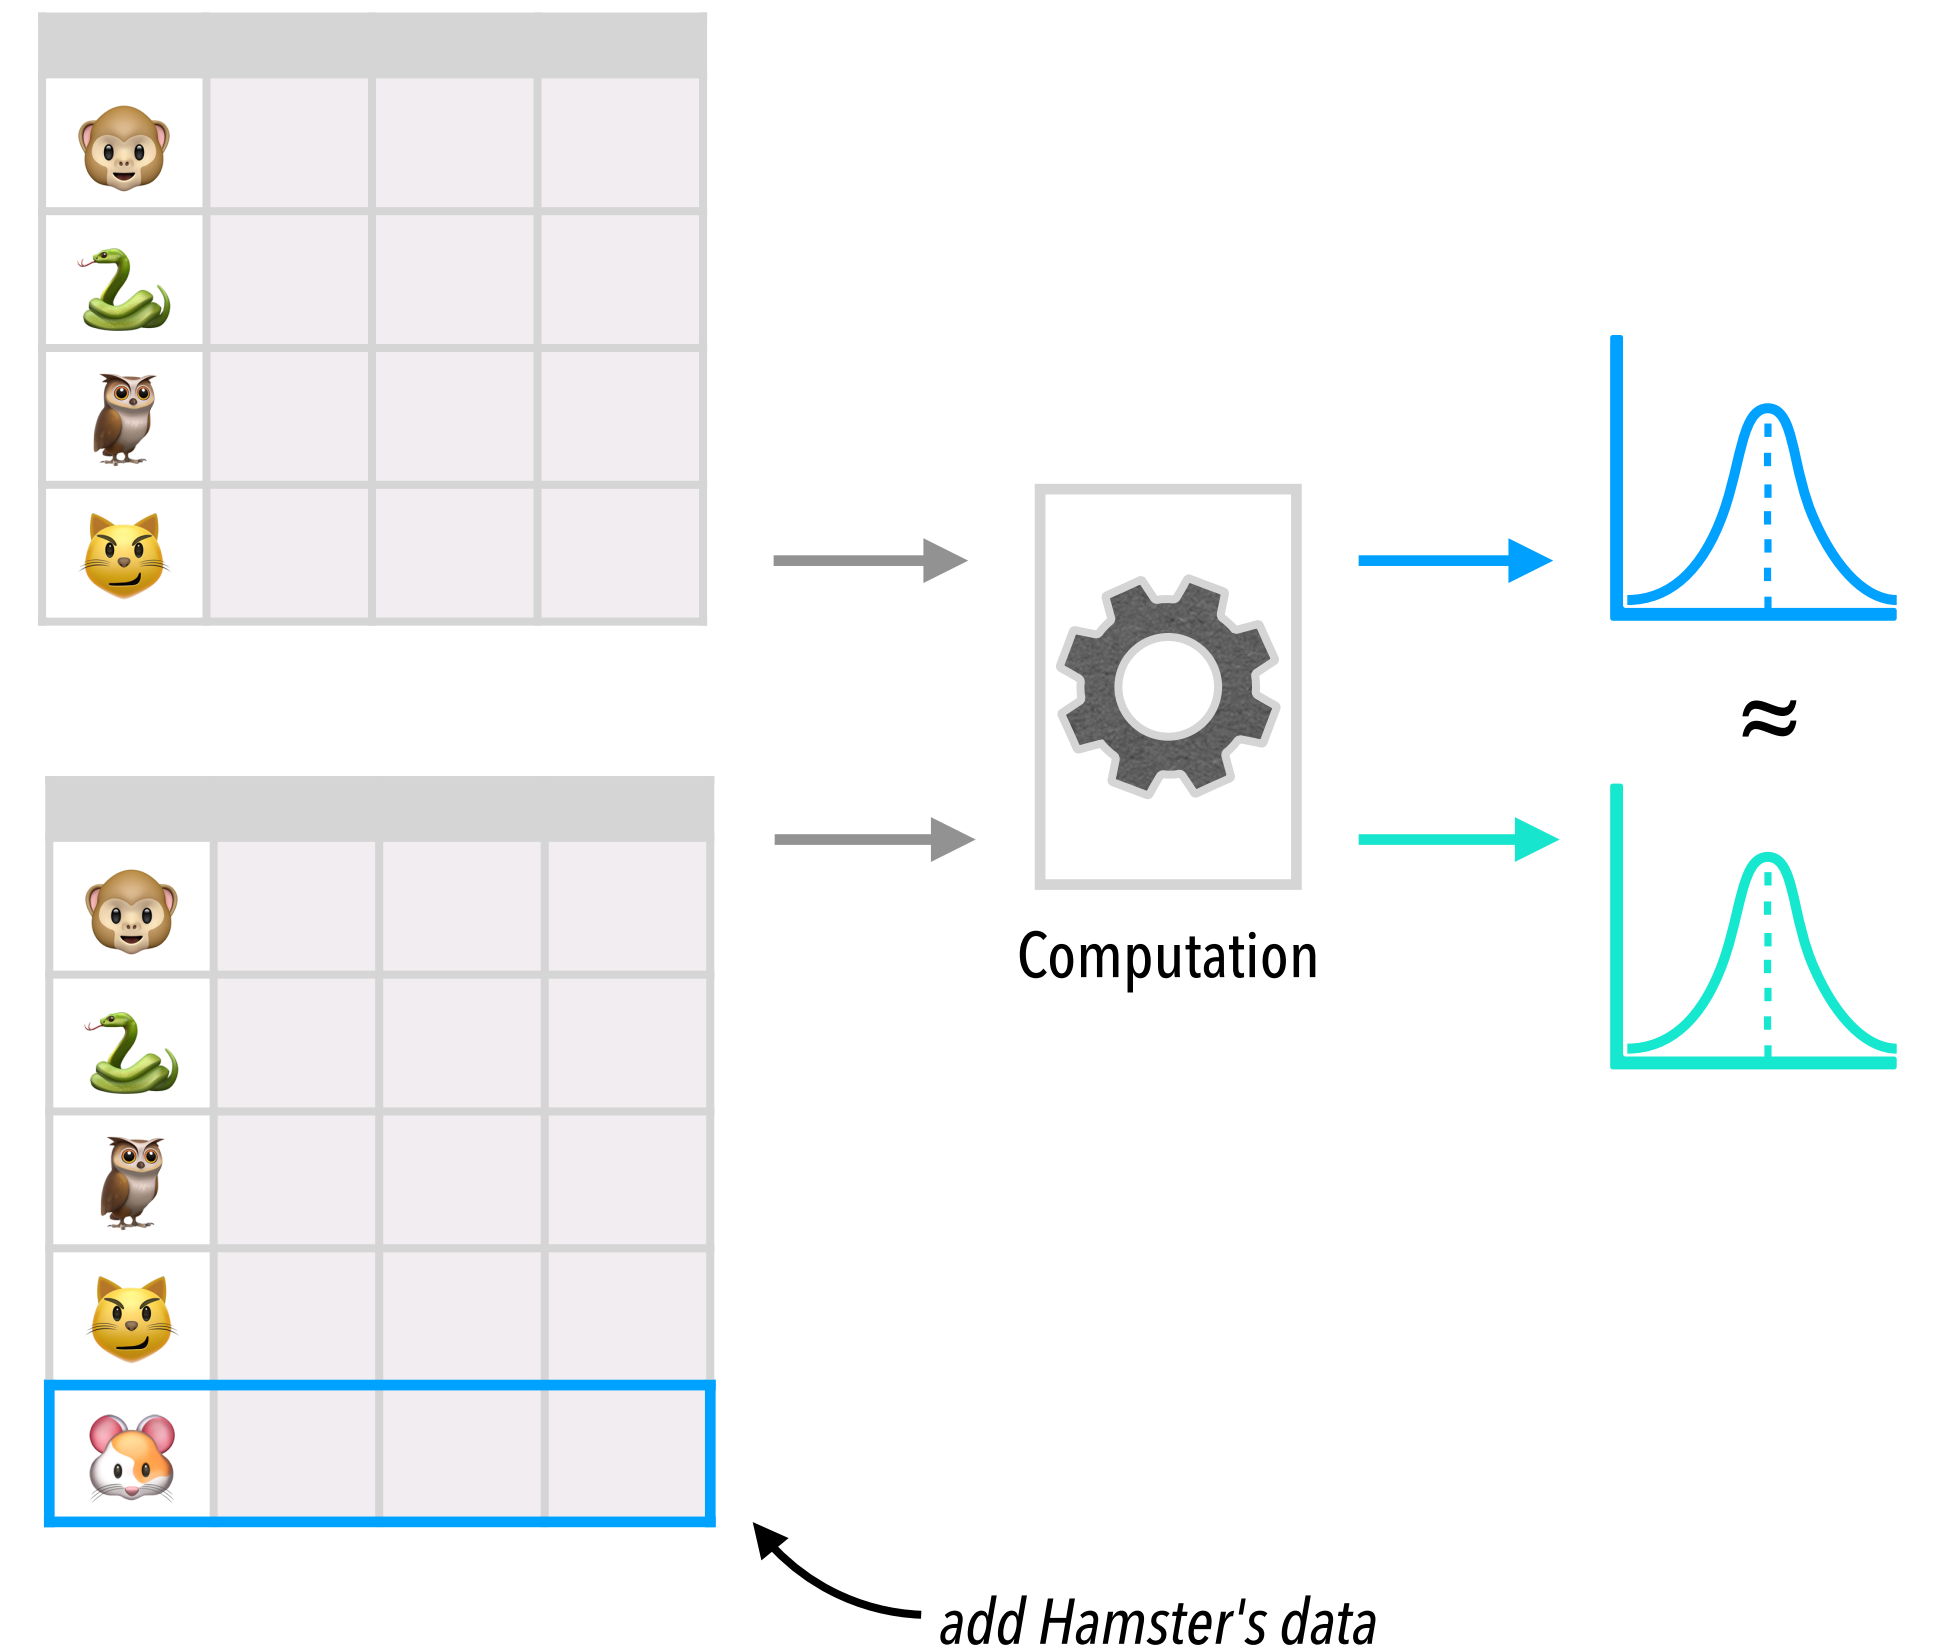 ≈
Computation
add Hamster's data